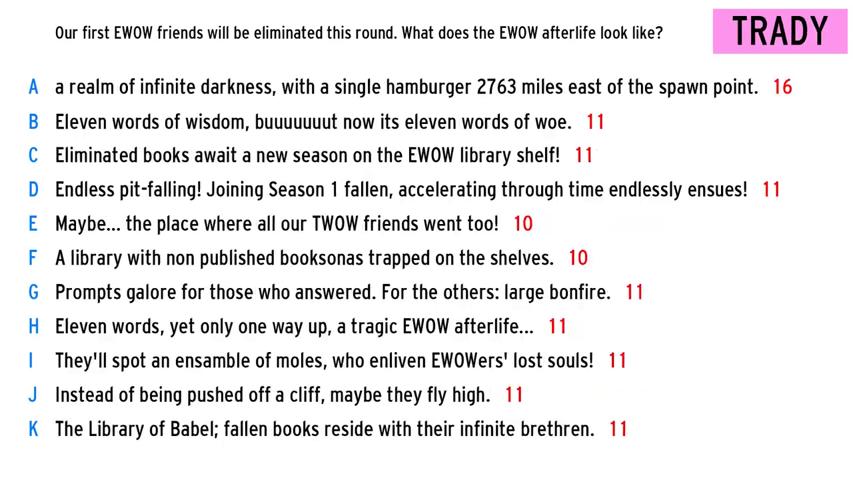 Our first EWOW friends will be eliminated this round. What does the EWOW afterlife look like?
TRADY
A a realm of infinite darkness, with a single hamburger 2763 miles east of the spawn point. 16
B Eleven words of wisdom, buuuuuuut now its eleven words of woe. 11
C Eliminated books await a new season on the EWOW library shelf! 11
D Endless pit-falling! Joining Season 1 fallen, accelerating through time endlessly ensues! 11
E Maybe... the place where all our TWOW friends went too! 10
F A library with non published booksonas trapped on the shelves. 10
G Prompts galore for those who answered. For the others: large bonfire. 11
H Eleven words, yet only one way up, a tragic EWOW afterlife... 11
I They'll spot an ensamble of moles, who enliven EWOWers' lost souls! 11
J Instead of being pushed off a cliff, maybe they fly high. 11
K The Library of Babel; fallen books reside with their infinite brethren. 11